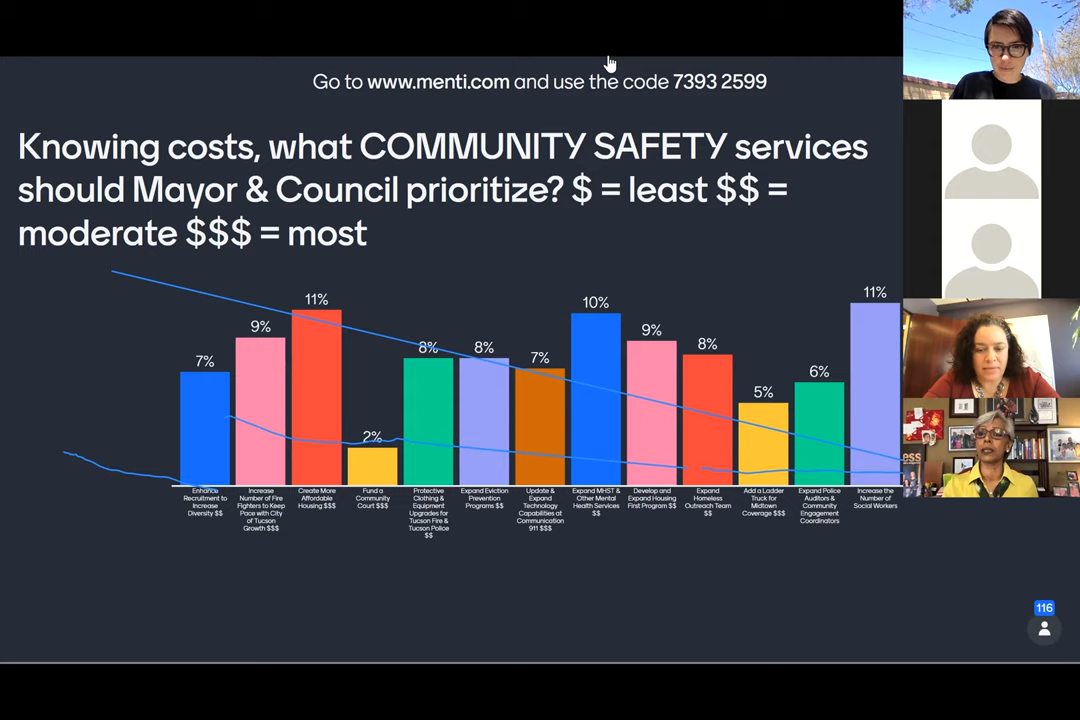 Go to www.menti.com and use the code 7393 2599
Knowing costs, what COMMUNITY SAFETY services
should Mayor & Council prioritize? $ = least $$ =
moderate $$$ = most
7%
9%
11%
2%
8%
8%
7%
10%
9%
8%
5%
6%
11%
Enhance
Recruitment to
Increase
Diversity $$
Increase
Number of Fire
Fighters to Keep
Pace with City
of Tucson
Growth $$$
Create More
Affordable
Housing $$$
Fund a
Community
Court $$$
Protective
Clothing &
Equipment
Upgrades for
Tucson Fire &
Tucson Police
$$
Expand Eviction
Prevention
Programs $$
Update &
Expand
Technology
Capabilities at
Communication
911 $$$
Expand MHST &
Other Mental
Health Services
$$
Develop and
Expand Housing
First Program $$
Expand
Homeless
Outreach Team
$$
Add a Ladder
Truck for
Midtown
Coverage $$$
Expand Police
Auditors &
Community
Engagement
Coordinators
Increase the
Number of
Social Workers
116